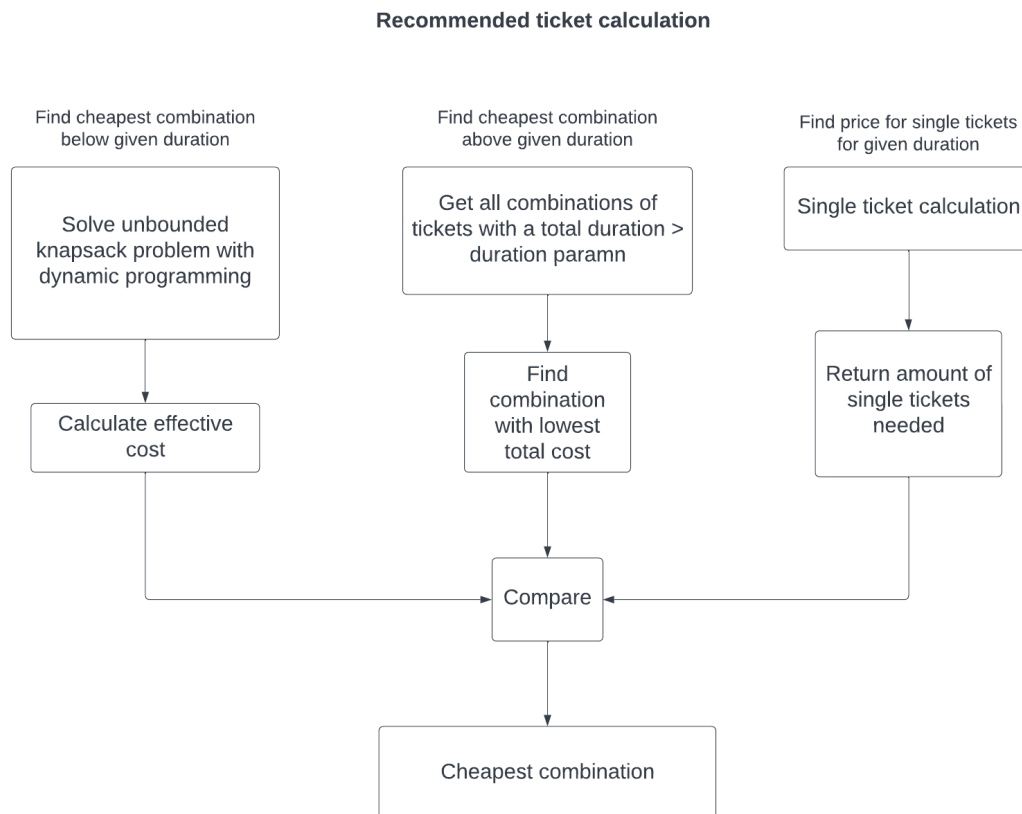 Recommended ticket calculation
Find cheapest combination
below given duration
Find cheapest combination
above given duration
Find price for single tickets
for given duration
Solve unbounded
knapsack problem with
dynamic programming
Get all combinations of
tickets with a total duration >
duration paramn
Single ticket calculation
Find
combination
with lowest
total cost
Return amount of
single tickets
needed
Calculate effective
cost
Compare
Cheapest combination